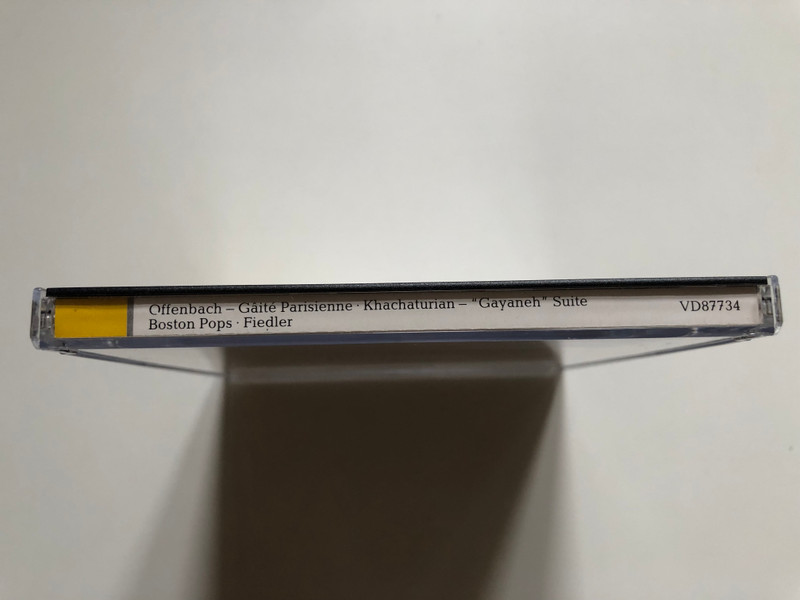 Offenbach – Gâité Parisienne · Khachaturian – "Gayaneh" Suite
Boston Pops · Fiedler
VD87734